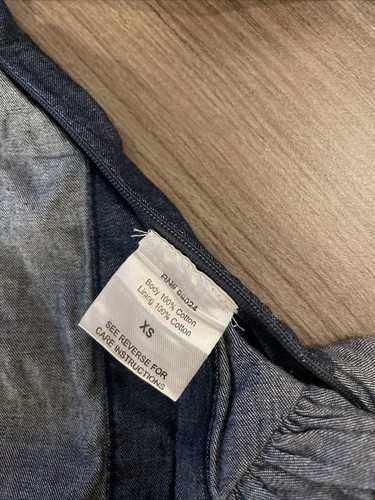 Body 100% Cotton
Lining 100% Cotton
XS
SEE REVERSE FOR
CARE INSTRUCTIONS